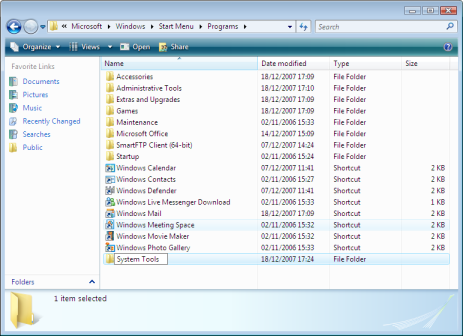 « Microsoft ▸ Windows ▸ Start Menu ▸ Programs ▸ Search
Organize Views Open Share
Favorite Links
Documents
Pictures
Music
Recently Changed
Searches
Public
Folders
Name Date modified Type Size
Accessories 18/12/2007 17:09 File Folder
Administrative Tools 18/12/2007 17:10 File Folder
Extras and Upgrades 18/12/2007 17:09 File Folder
Games 18/12/2007 17:09 File Folder
Maintenance 02/11/2006 15:33 File Folder
Microsoft Office 14/12/2007 15:09 File Folder
SmartFTP Client (64-bit) 07/12/2007 14:24 File Folder
Startup 02/11/2006 15:24 File Folder
Windows Calendar 07/12/2007 11:41 Shortcut 2 KB
Windows Contacts 02/11/2006 15:27 Shortcut 2 KB
Windows Defender 07/12/2007 11:41 Shortcut 2 KB
Windows Live Messenger Download 02/11/2006 15:33 Shortcut 1 KB
Windows Mail 18/12/2007 17:09 Shortcut 2 KB
Windows Meeting Space 02/11/2006 15:32 Shortcut 2 KB
Windows Movie Maker 02/11/2006 15:32 Shortcut 2 KB
Windows Photo Gallery 02/11/2006 15:33 Shortcut 2 KB
System Tools 18/12/2007 17:24 File Folder
1 item selected